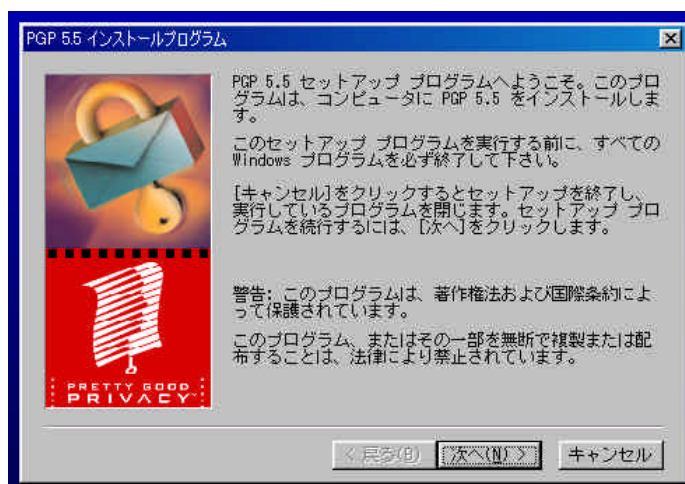 PGP 5.5 インストールプログラム
PGP 5.5 セットアップ プログラムへようこそ。このプロ
グラムは、コンピュータに PGP 5.5 をインストールしま
す。
このセットアップ プログラムを実行する前に、すべての
Windows プログラムを必ず終了して下さい。
[キャンセル]をクリックするとセットアップを終了し、
実行しているプログラムを閉じます。セットアップ プロ
グラムを続行するには、[次へ]をクリックします。
警告: このプログラムは、著作権法および国際条約によ
って保護されています。
このプログラム、またはその一部を無断で複製または配
布することは、法律により禁止されています。
PRETTY GOOD
PRIVACY™
< 戻る(B)
次へ(N) >
キャンセル